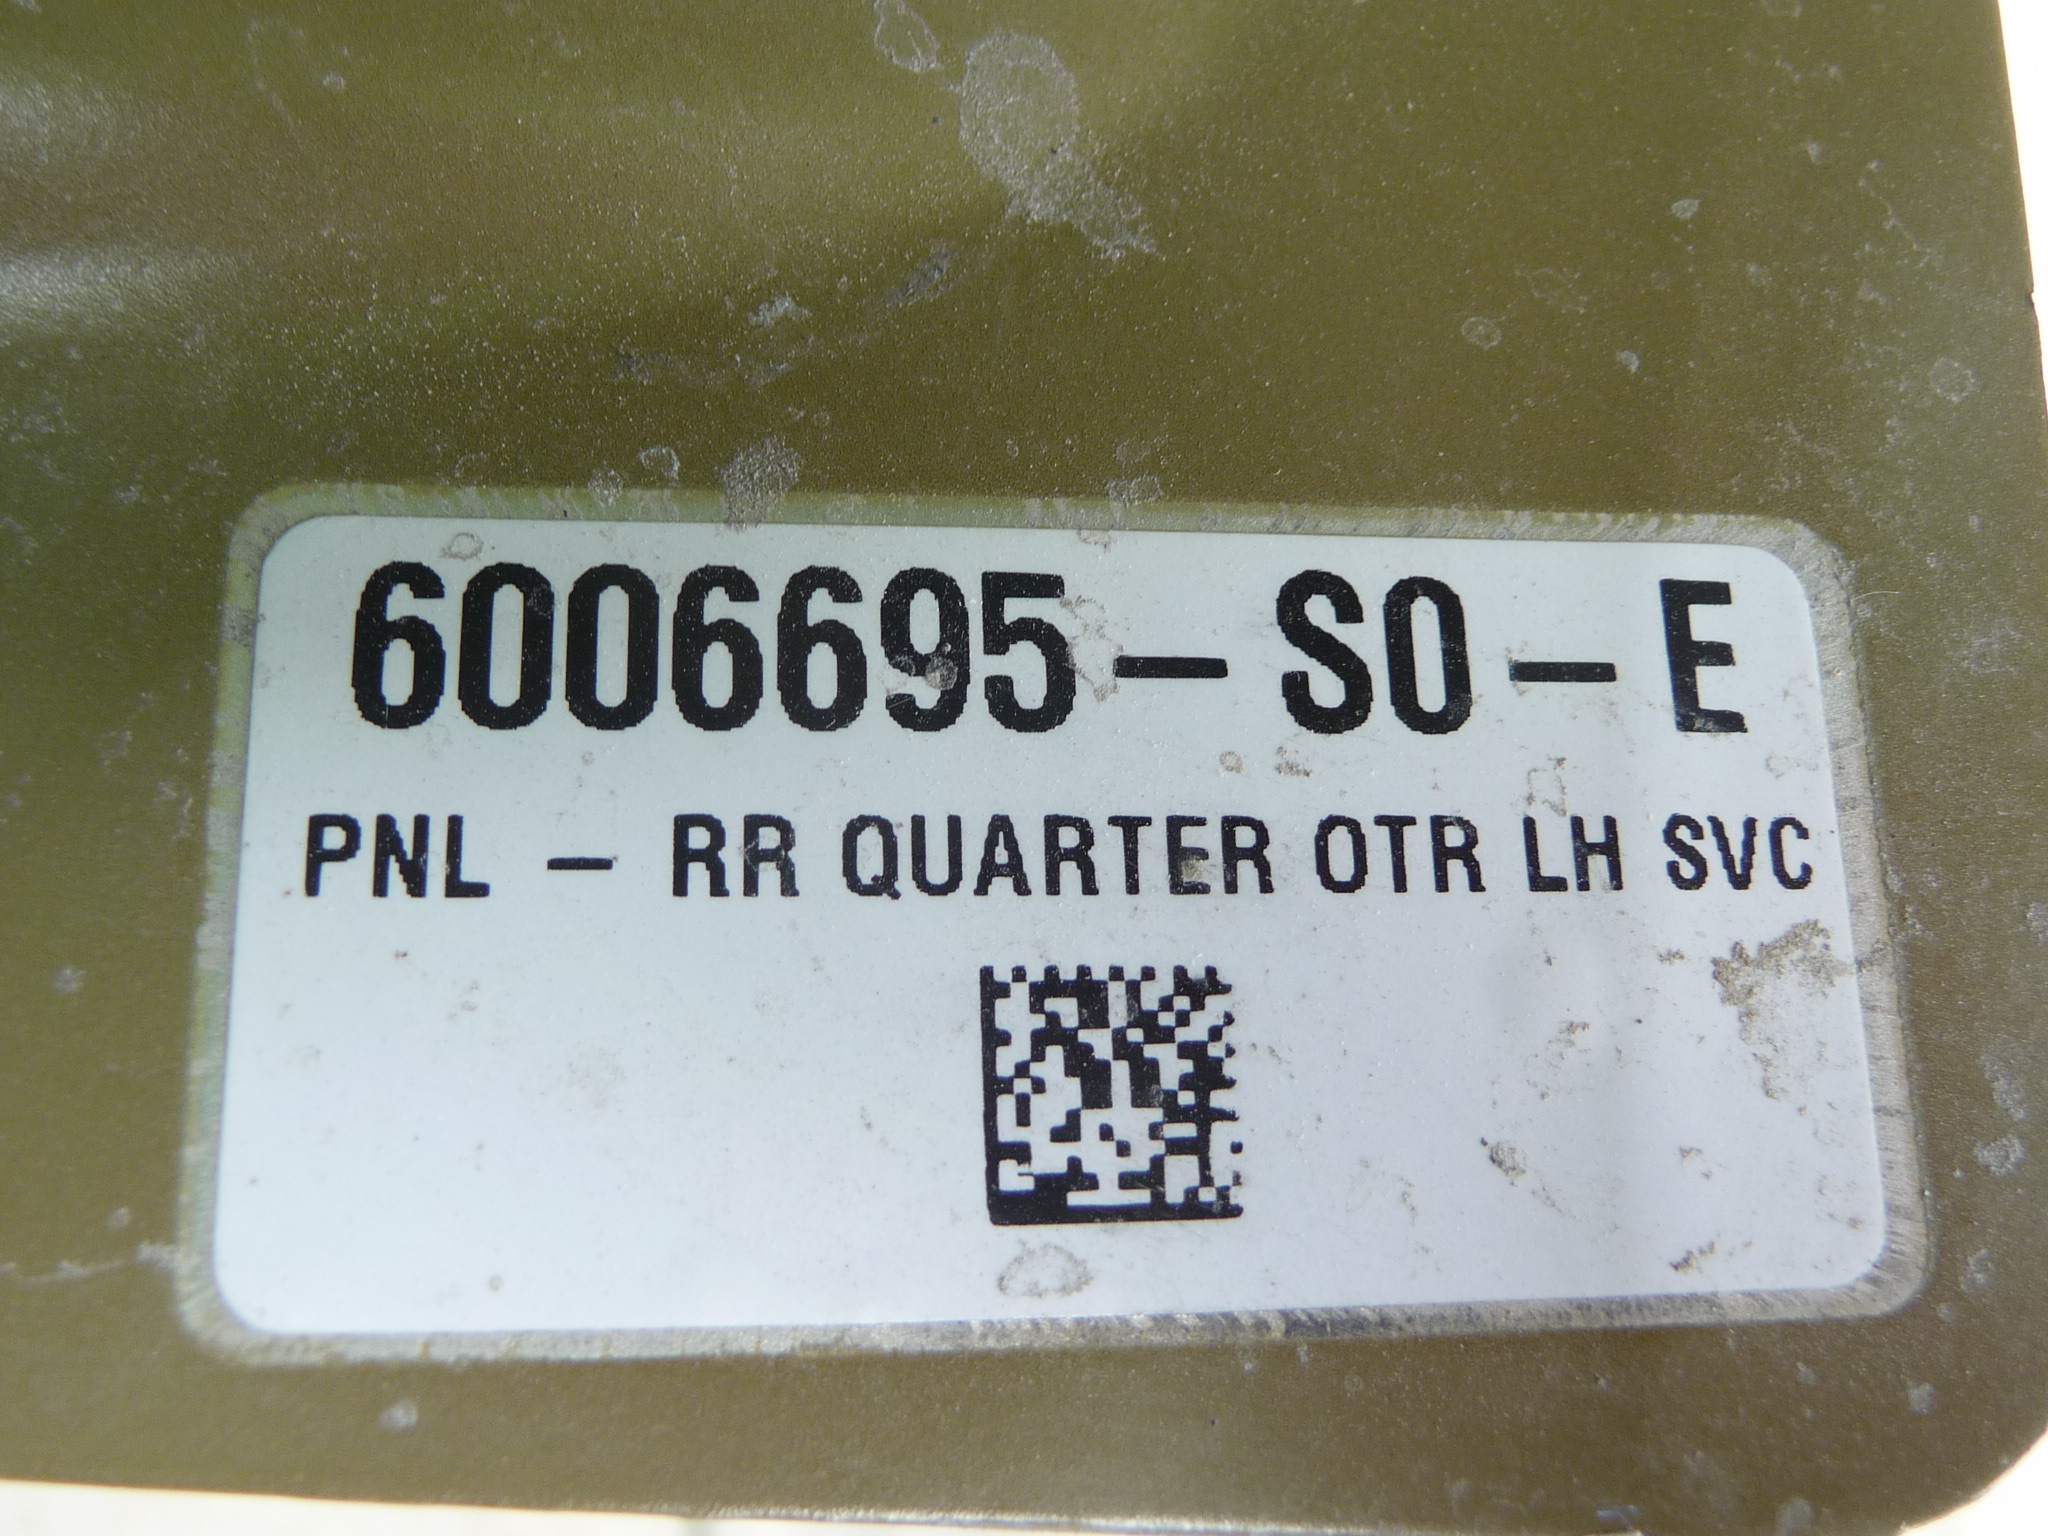 6006695-S0-E
PNL - RR QUARTER OTR LH SVC